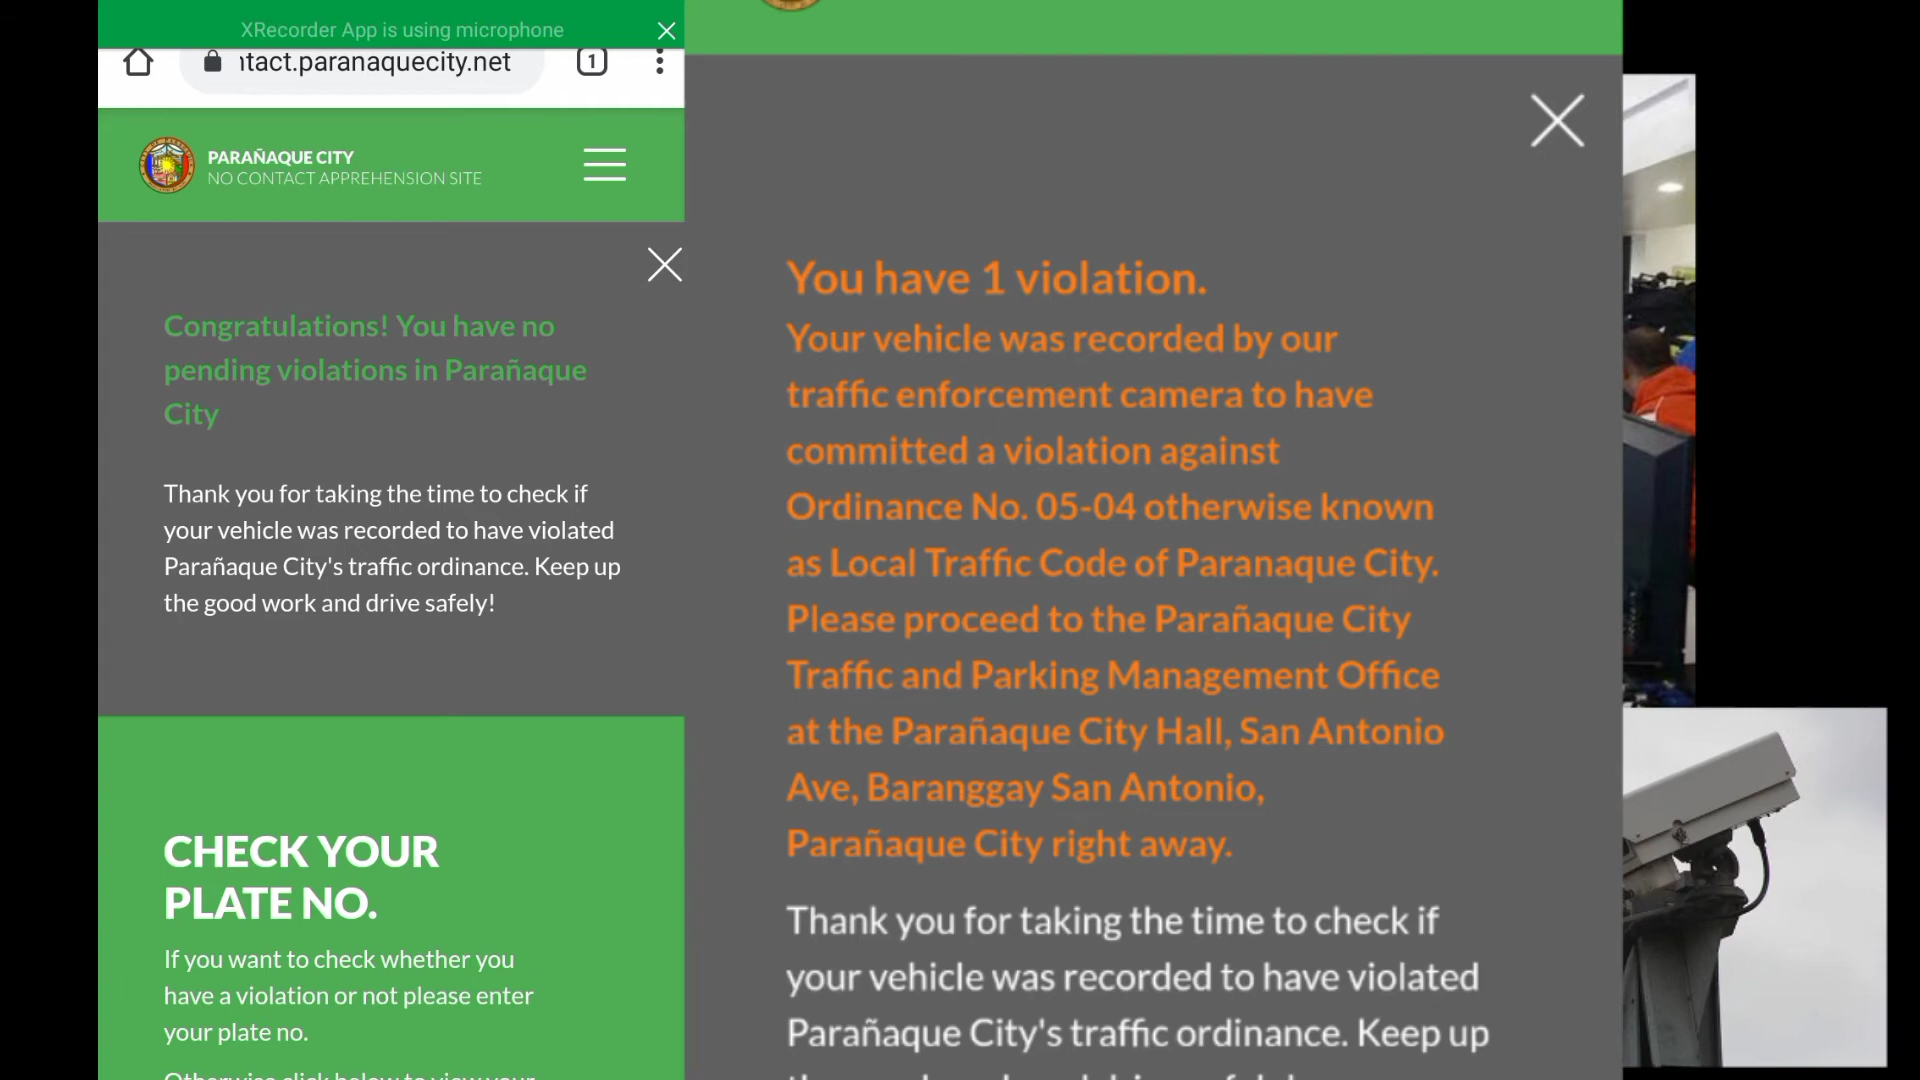 XRecorder App is using microphone
ntact.paranaquecity.net
1
PARAÑAQUE CITY
NO CONTACT APPREHENSION SITE
Congratulations! You have no
pending violations in Parañaque
City
Thank you for taking the time to check if
your vehicle was recorded to have violated
Parañaque City's traffic ordinance. Keep up
the good work and drive safely!
CHECK YOUR
PLATE NO.
If you want to check whether you
have a violation or not please enter
your plate no.
Otherwise click below to view your
You have 1 violation.
Your vehicle was recorded by our
traffic enforcement camera to have
committed a violation against
Ordinance No. 05-04 otherwise known
as Local Traffic Code of Paranaque City.
Please proceed to the Parañaque City
Traffic and Parking Management Office
at the Parañaque City Hall, San Antonio
Ave, Baranggay San Antonio,
Parañaque City right away.
Thank you for taking the time to check if
your vehicle was recorded to have violated
Parañaque City's traffic ordinance. Keep up